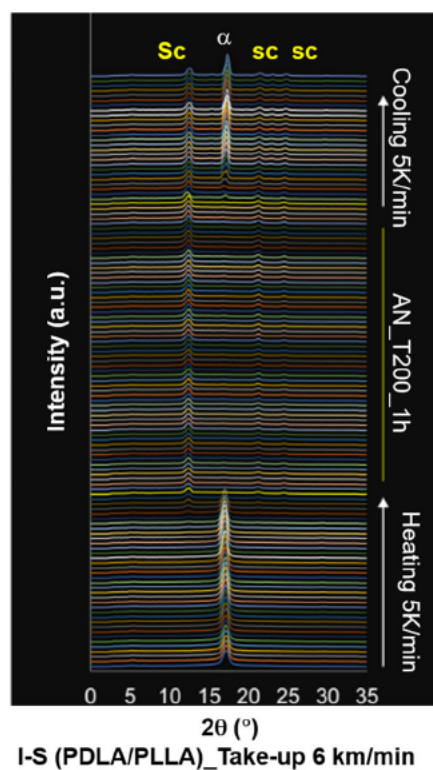 Sc α sc sc
Intensity (a.u.)
Cooling 5K/min
AN_T200_1h
Heating 5K/min
0 5 10 15 20 25 30 35
2θ (°)
I-S (PDLA/PLLA)_Take-up 6 km/min